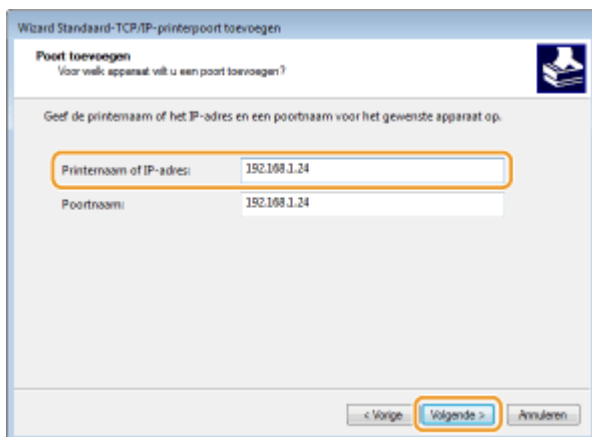 Wizard Standaard-TCP/IP-printerpoort toevoegen
Poort toevoegen
Voor welk apparaat wilt u een poort toevoegen?
Geef de printernaam of het IP-adres en een poortnaam voor het gewenste apparaat op.
Printernaam of IP-adres: 192.168.1.24
Poortnaam: 192.168.1.24
< Vorige Volgende > Annuleren